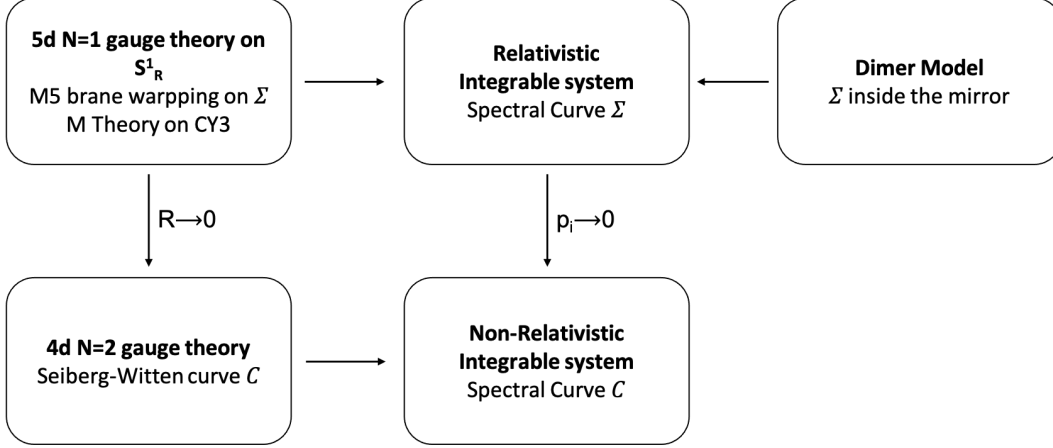 5d N=1 gauge theory on
S¹R
M5 brane warpping on Σ
M Theory on CY3
Relativistic
Integrable system
Spectral Curve Σ
Dimer Model
Σ inside the mirror
R→0
pᵢ→0
4d N=2 gauge theory
Seiberg-Witten curve C
Non-Relativistic
Integrable system
Spectral Curve C